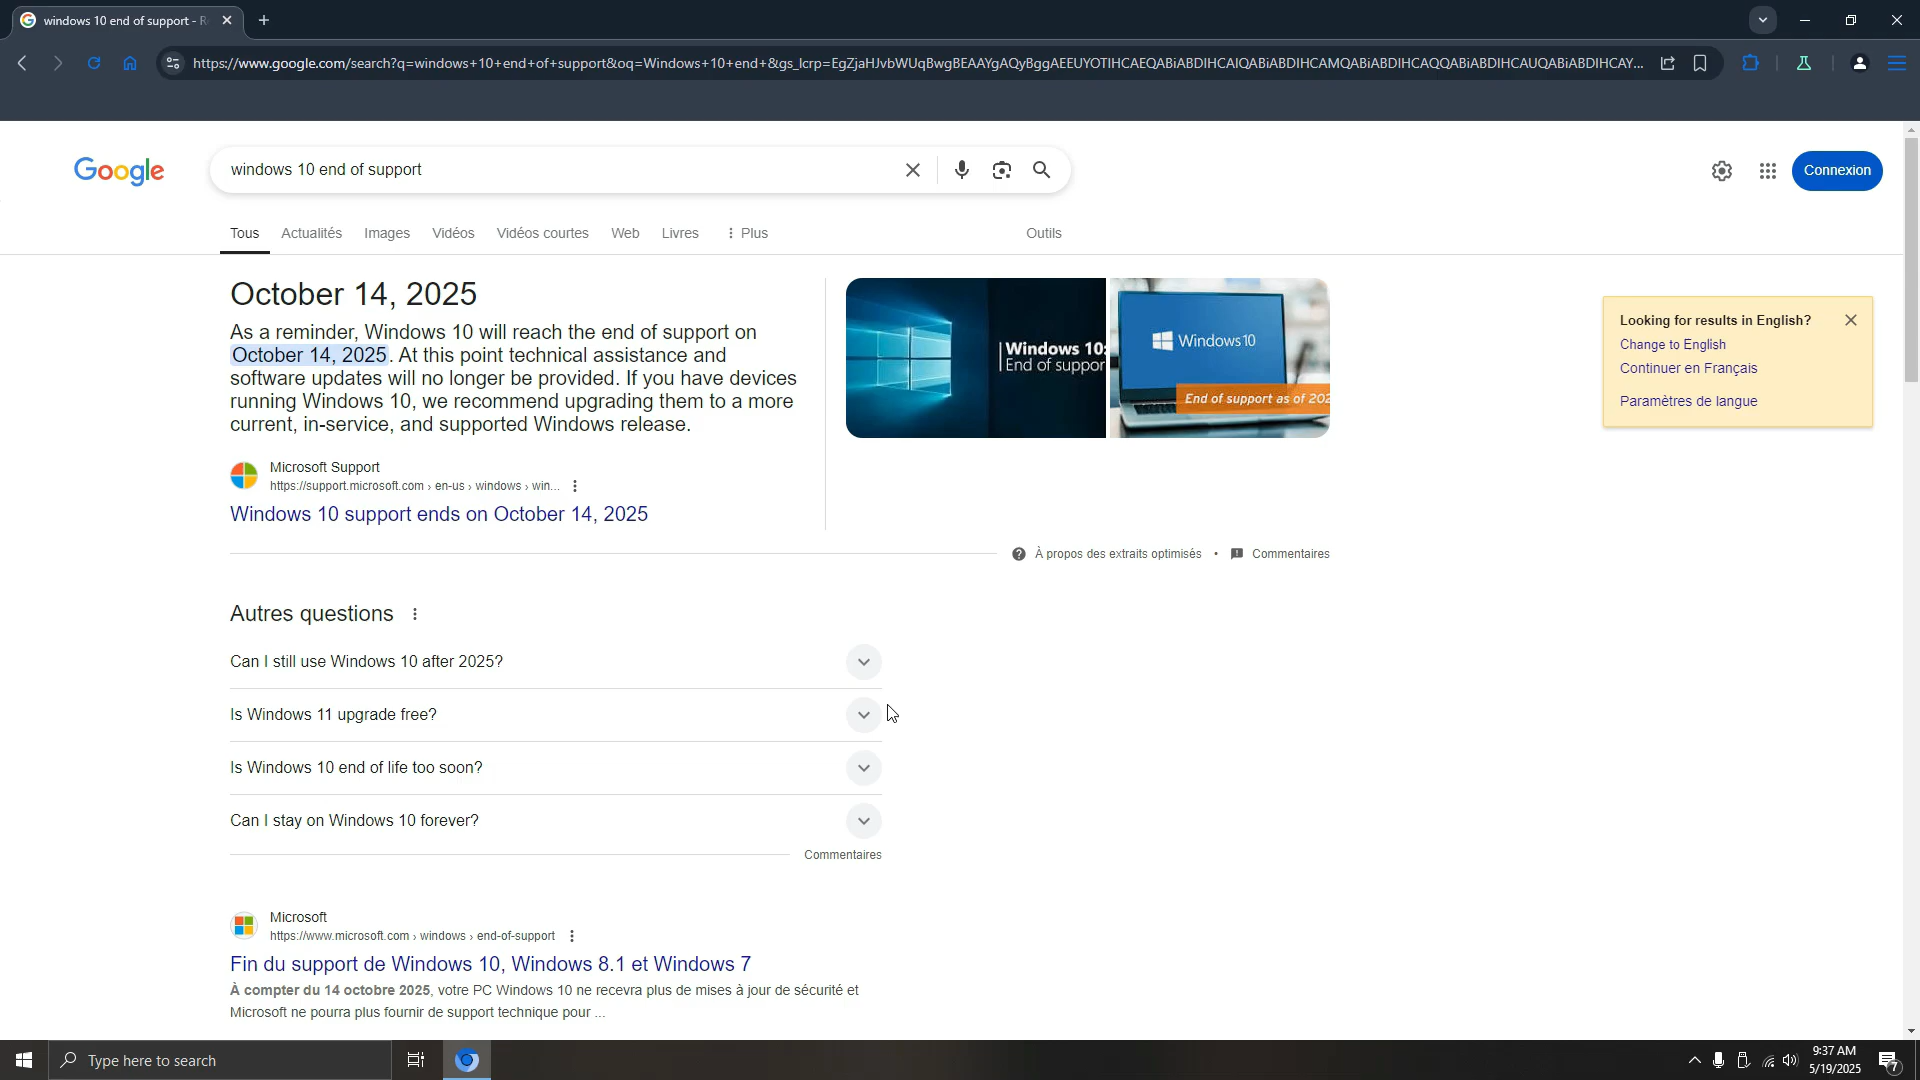 windows 10 end of support - R
https://www.google.com/search?q=windows+10+end+of+support&oq=Windows+10+end+&gs_lcrp=EgZjaHJvbWUqBwgBEAAYgAQyBggAEEUYOTIHCAEQABiABDIHCAIQABiABDIHCAMQABiABDIHCAQQABiABDIHCAUQABiABDIHCAY...
Google
windows 10 end of support
Connexion
Tous Actualités Images Vidéos Vidéos courtes Web Livres Plus Outils
October 14, 2025
As a reminder, Windows 10 will reach the end of support on
October 14, 2025. At this point technical assistance and
software updates will no longer be provided. If you have devices
running Windows 10, we recommend upgrading them to a more
current, in-service, and supported Windows release.
Windows 10:
End of suppor
Windows 10
End of support as of 202
Looking for results in English?
Change to English
Continuer en Français
Paramètres de langue
Microsoft Support
https://support.microsoft.com › en-us › windows › win...
Windows 10 support ends on October 14, 2025
À propos des extraits optimisés • Commentaires
Autres questions
Can I still use Windows 10 after 2025?
Is Windows 11 upgrade free?
Is Windows 10 end of life too soon?
Can I stay on Windows 10 forever?
Commentaires
Microsoft
https://www.microsoft.com › windows › end-of-support
Fin du support de Windows 10, Windows 8.1 et Windows 7
À compter du 14 octobre 2025, votre PC Windows 10 ne recevra plus de mises à jour de sécurité et
Microsoft ne pourra plus fournir de support technique pour ...
Type here to search
9:37 AM
5/19/2025
7